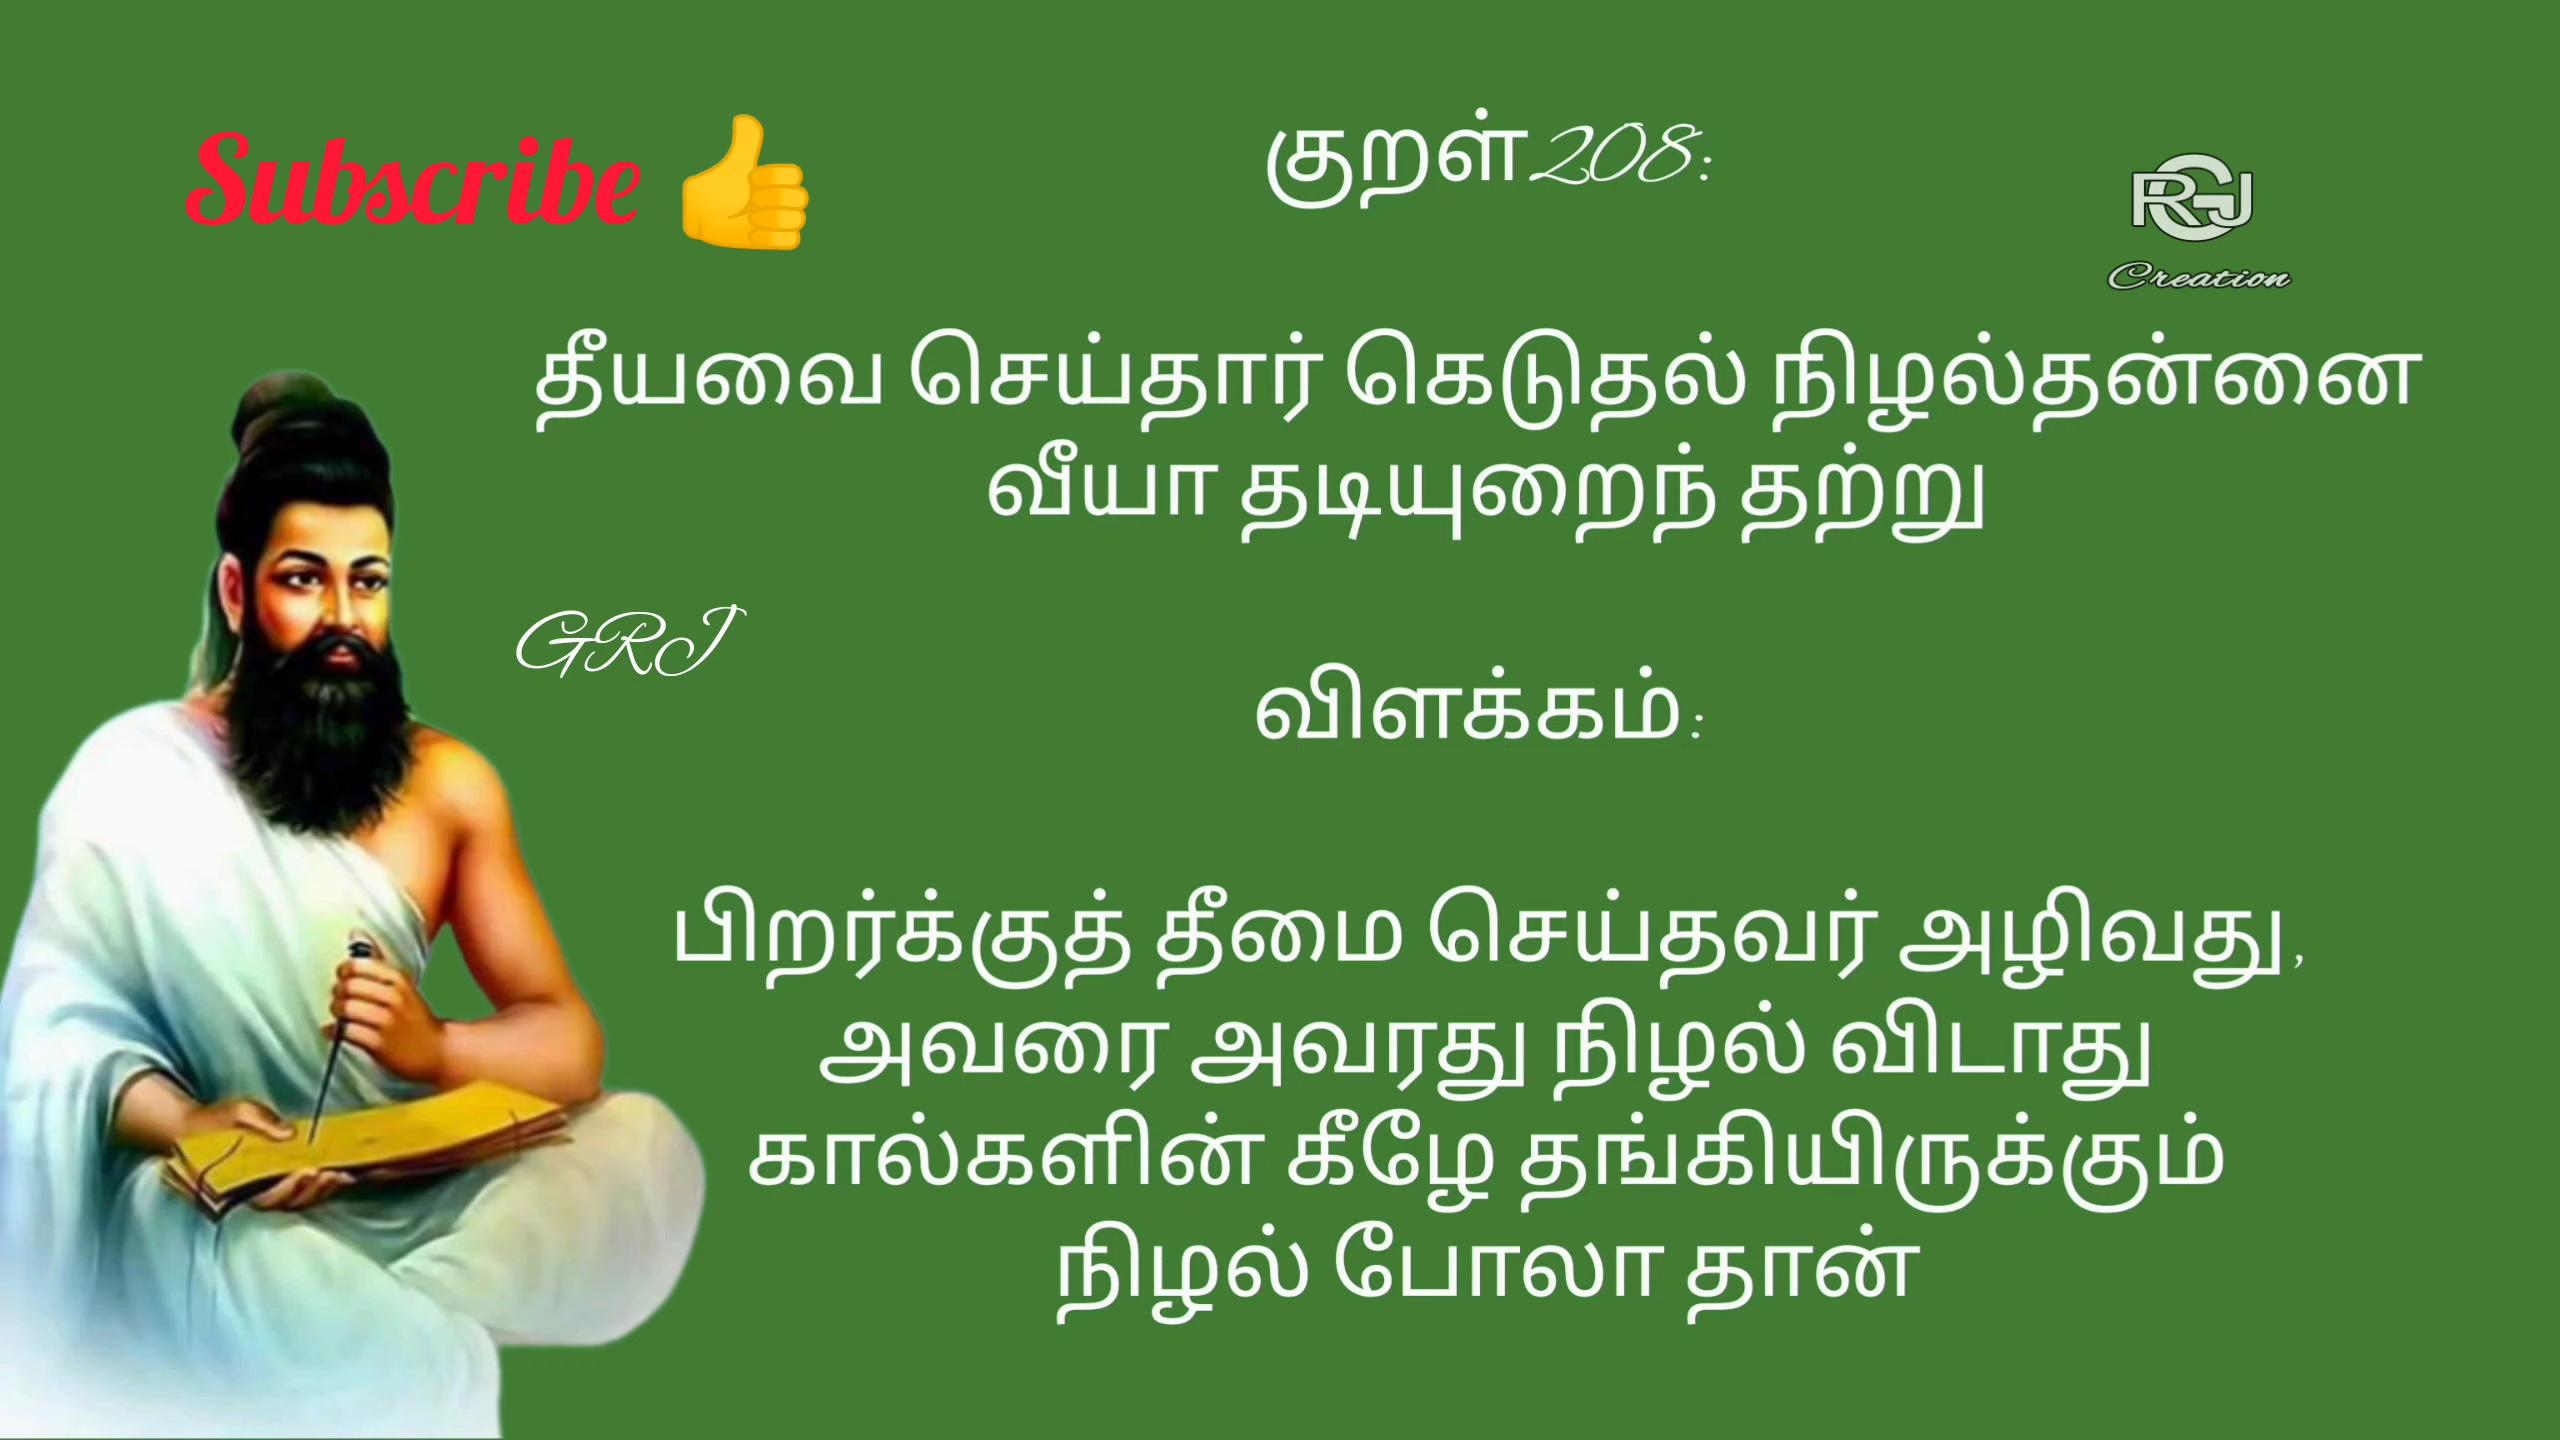 Subscribe 👍
குறள்208:
RGJ
Creation
தீயவை செய்தார் கெடுதல் நிழல்தன்னை
வீயா தடியுறைந் தற்று
GRJ
விளக்கம்:
பிறர்க்குத் தீமை செய்தவர் அழிவது,
அவரை அவரது நிழல் விடாது
கால்களின் கீழே தங்கியிருக்கும்
நிழல் போலா தான்